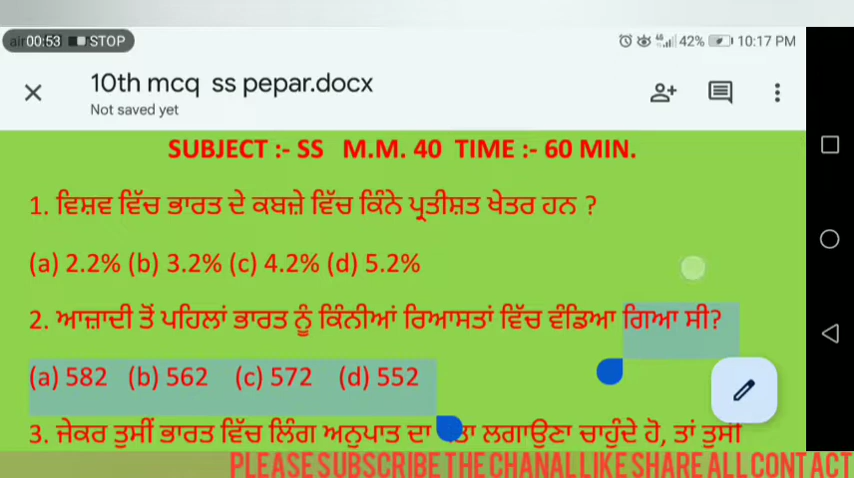 00:53 STOP
42% 10:17 PM
10th mcq ss pepar.docx
Not saved yet
SUBJECT :- SS M.M. 40 TIME :- 60 MIN.
1. ਵਿਸ਼ਵ ਵਿੱਚ ਭਾਰਤ ਦੇ ਕਬਜ਼ੇ ਵਿੱਚ ਕਿੰਨੇ ਪ੍ਰਤੀਸ਼ਤ ਖੇਤਰ ਹਨ ?
(a) 2.2% (b) 3.2% (c) 4.2% (d) 5.2%
2. ਆਜ਼ਾਦੀ ਤੋਂ ਪਹਿਲਾਂ ਭਾਰਤ ਨੂੰ ਕਿੰਨੀਆਂ ਰਿਆਸਤਾਂ ਵਿੱਚ ਵੰਡਿਆ ਗਿਆ ਸੀ?
(a) 582 (b) 562 (c) 572 (d) 552
3. ਜੇਕਰ ਤੁਸੀਂ ਭਾਰਤ ਵਿੱਚ ਲਿੰਗ ਅਨੁਪਾਤ ਦਾ ਲਗਾਉਣਾ ਚਾਹੁੰਦੇ ਹੋ, ਤਾਂ ਤੁਸੀਂ
PLEASE SUBSCRIBE THE CHANAL LIKE SHARE ALL CONTACT